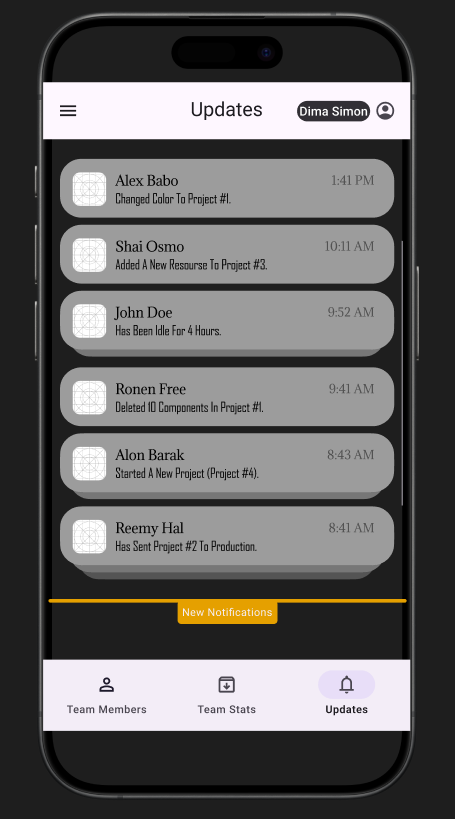 Updates
Dima Simon
Alex Babo
1:41 PM
Changed Color To Project #1.
Shai Osmo
10:11 AM
Added A New Resourse To Project #3.
John Doe
9:52 AM
Has Been Idle For 4 Hours.
Ronen Free
9:41 AM
Deleted 10 Components In Project #1.
Alon Barak
8:43 AM
Started A New Project (Project #4).
Reemy Hal
8:41 AM
Has Sent Project #2 To Production.
New Notifications
Team Members
Team Stats
Updates